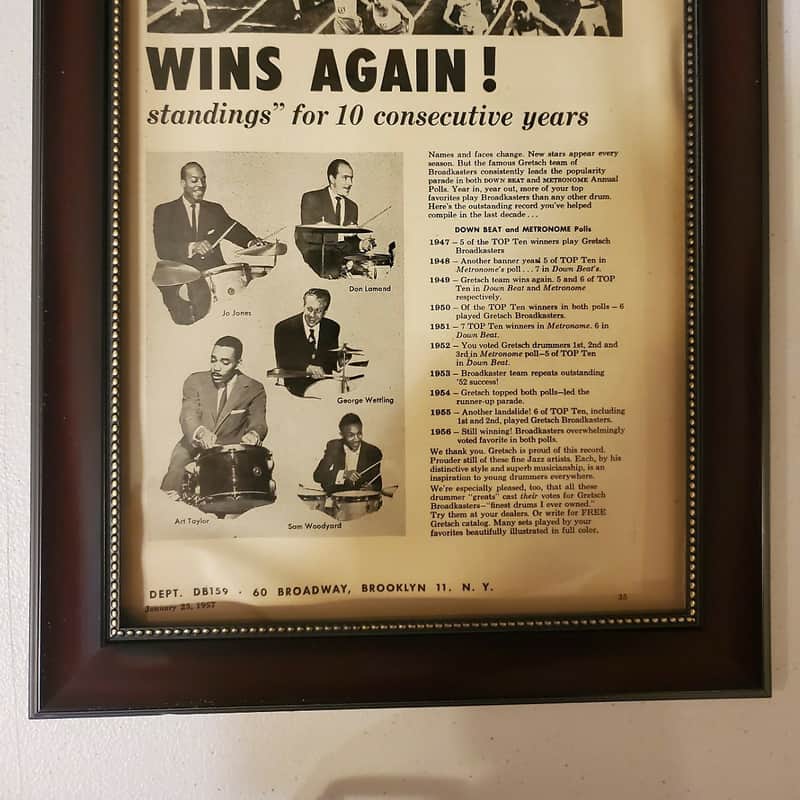 WINS AGAIN!
standings" for 10 consecutive years
Jo Jones
Don Lamond
George Wettling
Art Taylor
Sam Woodyard
Names and faces change. New stars appear every
season. But the famous Gretsch team of
Broadkasters consistently leads the popularity
parade in both DOWN BEAT and METRONOME Annual
Polls. Year in, year out, more of your top
favorites play Broadkasters than any other drum.
Here's the outstanding record you've helped
compile in the last decade...
DOWN BEAT and METRONOME Polls
1947 – 5 of the TOP Ten winners play Gretsch
Broadkasters
1948 – Another banner year! 5 of TOP Ten in
Metronome's poll... 7 in Down Beat's.
1949 – Gretsch team wins again. 5 and 6 of TOP
Ten in Down Beat and Metronome
respectively.
1950 – Of the TOP Ten winners in both polls – 6
played Gretsch Broadkasters.
1951 – 7 TOP Ten winners in Metronome. 6 in
Down Beat.
1952 – You voted Gretsch drummers 1st, 2nd and
3rd in Metronome poll–5 of TOP Ten
in Down Beat.
1953 – Broadkaster team repeats outstanding
'52 success!
1954 – Gretsch topped both polls–led the
runner-up parade.
1955 – Another landslide! 6 of TOP Ten, including
1st and 2nd, played Gretsch Broadkasters.
1956 – Still winning! Broadkasters overwhelmingly
voted favorite in both polls.
We thank you. Gretsch is proud of this record.
Prouder still of these fine Jazz artists. Each, by his
distinctive style and superb musicianship, is an
inspiration to young drummers everywhere.
We're especially pleased, too, that all these
drummer "greats" cast their votes for Gretsch
Broadkasters–"finest drums I ever owned."
Try them at your dealers. Or write for FREE
Gretsch catalog. Many sets played by your
favorites beautifully illustrated in full color.
DEPT. DB159 · 60 BROADWAY, BROOKLYN 11, N. Y.
January 23, 1957
35